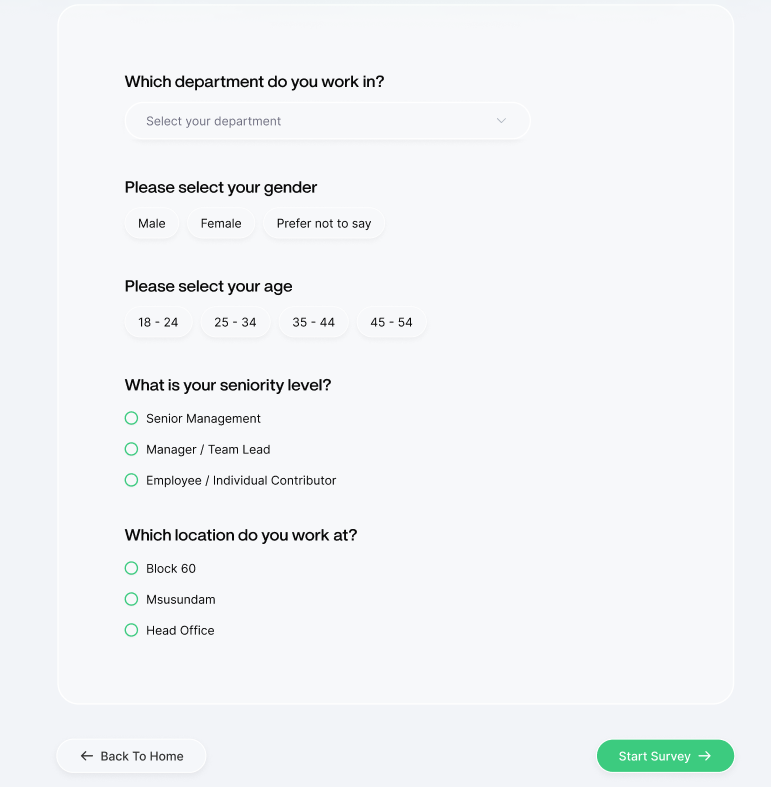 Which department do you work in?
Select your department
Please select your gender
Male Female Prefer not to say
Please select your age
18 - 24 25 - 34 35 - 44 45 - 54
What is your seniority level?
Senior Management
Manager / Team Lead
Employee / Individual Contributor
Which location do you work at?
Block 60
Msusundam
Head Office
← Back To Home Start Survey →